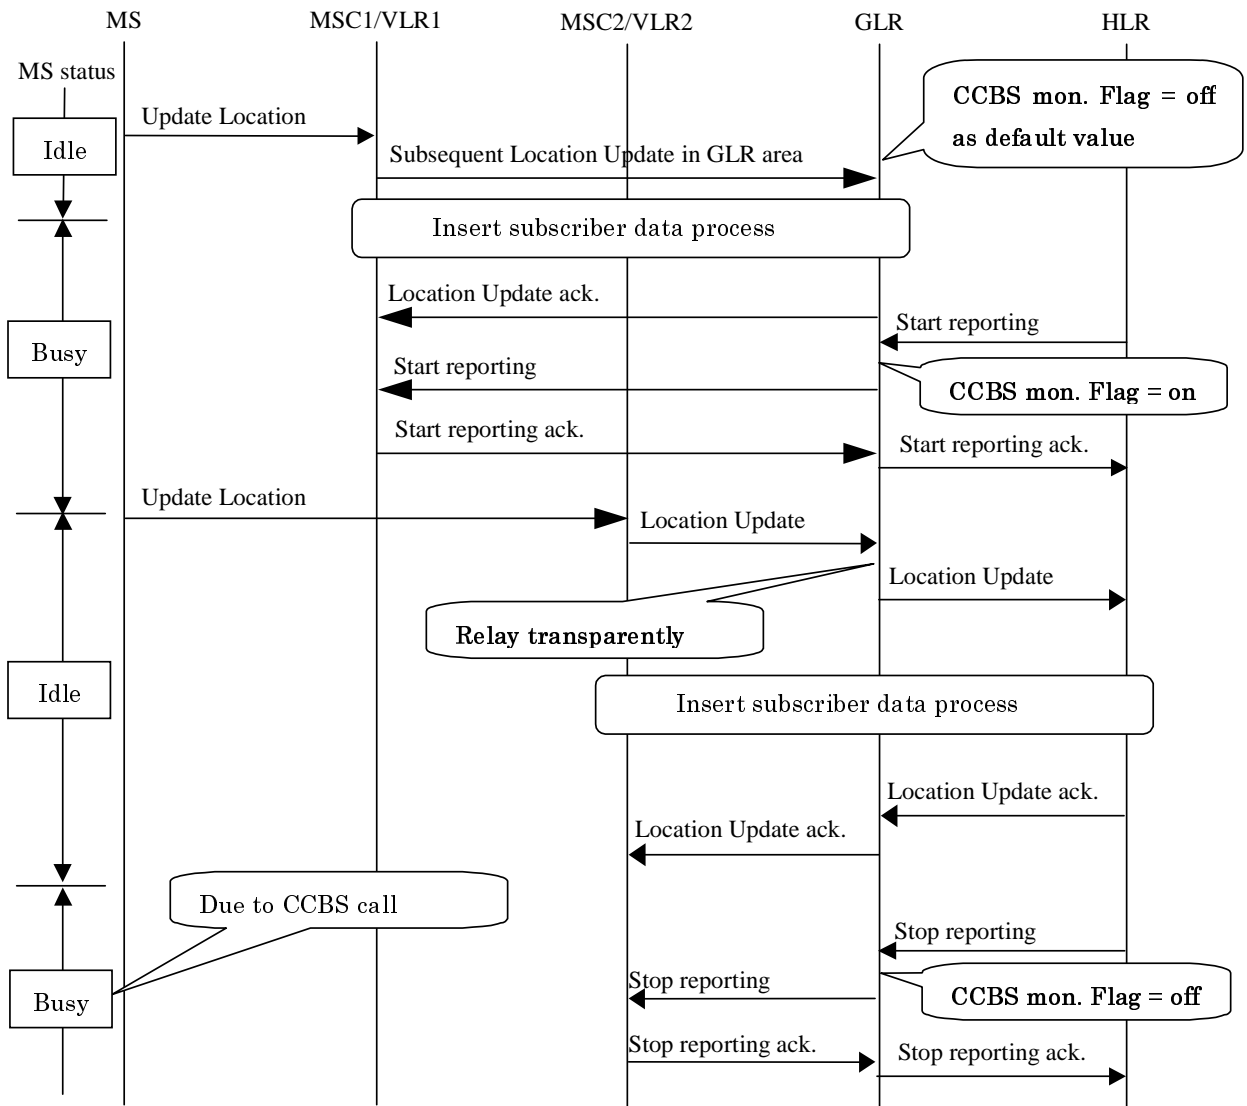 MS
MSC1/VLR1
MSC2/VLR2
GLR
HLR
MS status
CCBS mon. Flag = off
as default value
Update Location
Idle
Subsequent Location Update in GLR area
Insert subscriber data process
Location Update ack.
Start reporting
Busy
Start reporting
CCBS mon. Flag = on
Start reporting ack.
Start reporting ack.
Update Location
Location Update
Location Update
Relay transparently
Idle
Insert subscriber data process
Location Update ack.
Location Update ack.
Due to CCBS call
Stop reporting
Stop reporting
Busy
CCBS mon. Flag = off
Stop reporting ack.
Stop reporting ack.